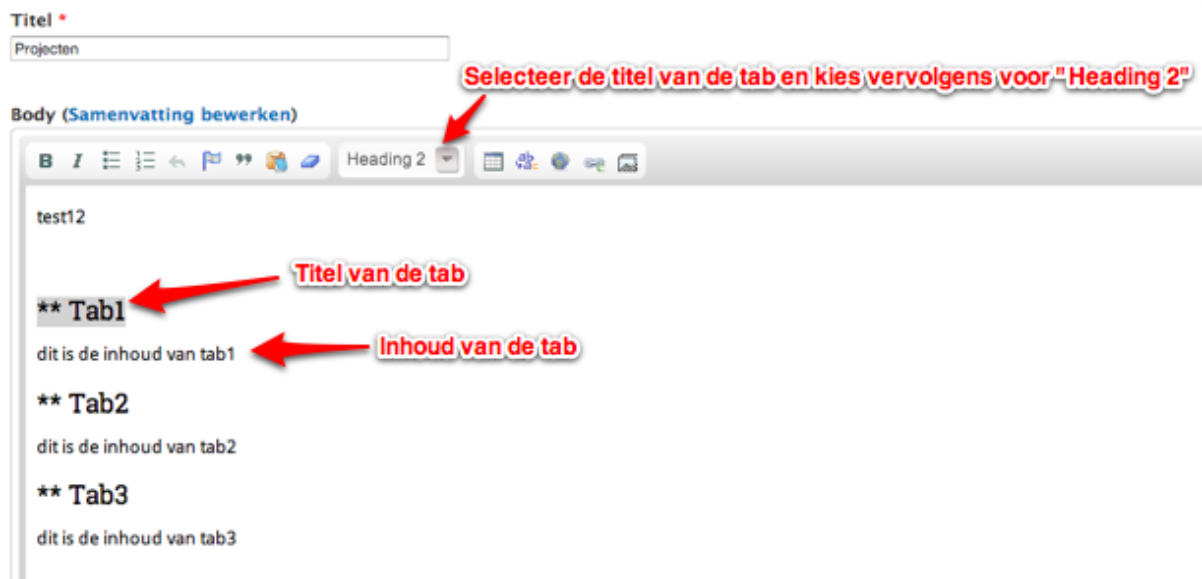 Titel *
Projecten
Selecteer de titel van de tab en kies vervolgens voor "Heading 2"
Body (Samenvatting bewerken)
B I Heading 2
test12
Titel van de tab
** Tab1
dit is de inhoud van tab1
Inhoud van de tab
** Tab2
dit is de inhoud van tab2
** Tab3
dit is de inhoud van tab3